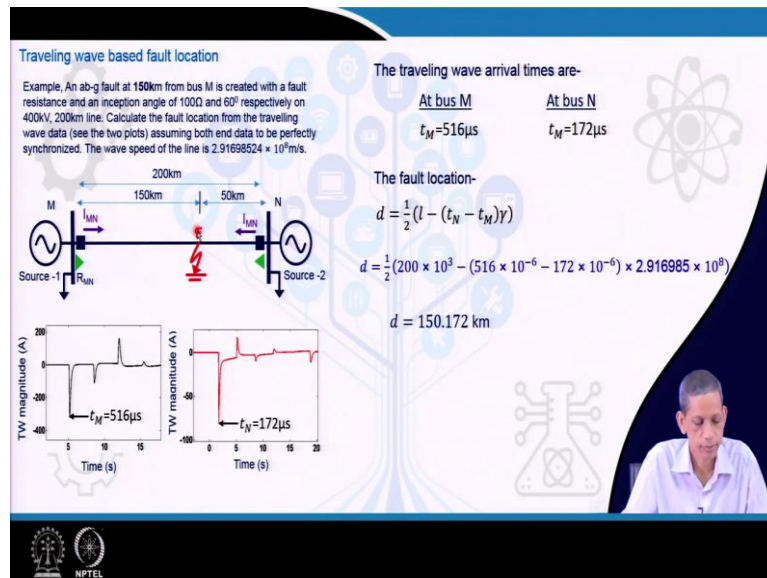 Traveling wave based fault location
Example, An ab-g fault at 150km from bus M is created with a fault
resistance and an inception angle of 100Ω and 60⁰ respectively on
400kV, 200km line. Calculate the fault location from the travelling
wave data (see the two plots) assuming both end data to be perfectly
synchronized. The wave speed of the line is 2.91698524 × 10⁸m/s.
200km
150km 50km
M N
I_MN I_MN
Source -1 R_MN Source -2
TW magnitude (A)
200
0
-200
-400
t_M=516μs
5 10 15
Time (s)
TW magnitude (A)
0
-50
-100
t_N=172μs
0 5 10 15 20
Time (s)
The traveling wave arrival times are-
At bus M At bus N
t_M=516μs t_N=172μs
The fault location-
d = 1/2 (l − (t_N − t_M)γ)
d = 1/2 (200 × 10³ − (516 × 10⁻⁶ − 172 × 10⁻⁶) × 2.916985 × 10⁸)
d = 150.172 km
NPTEL